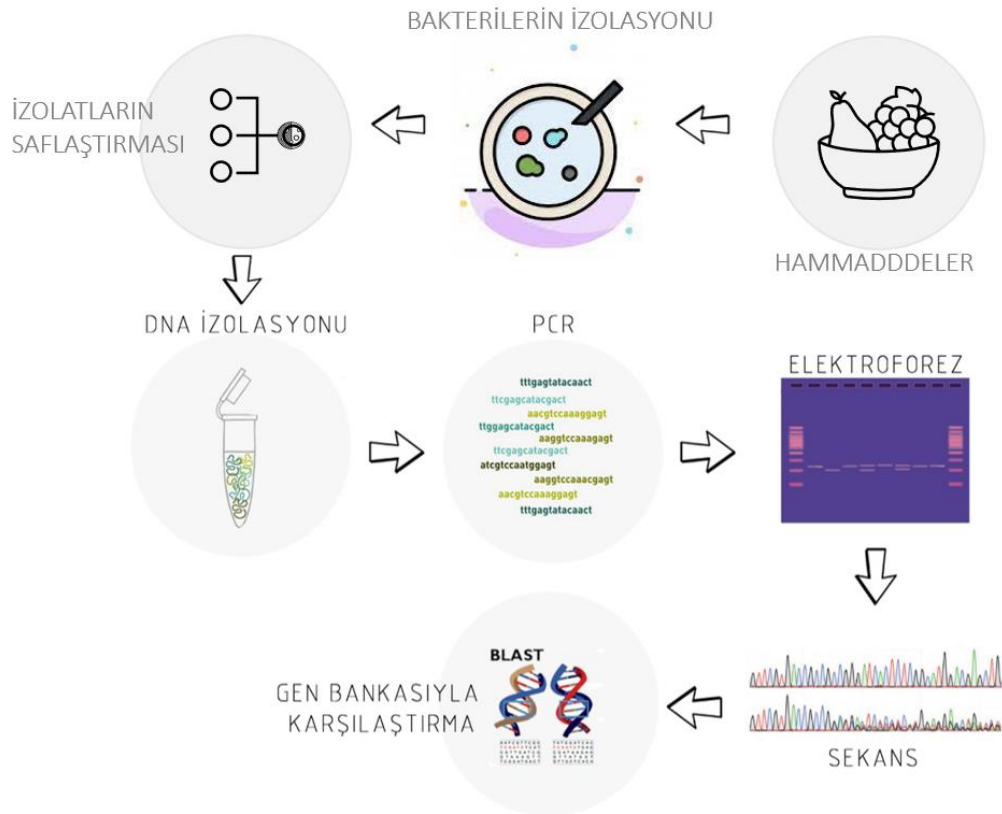 BAKTERİLERİN İZOLASYONU
İZOLATLARIN
SAFLAŞTIRMASI
HAMMADDDELER
DNA İZOLASYONU
PCR
ELEKTROFOREZ
tttgagtatacaact
ttcgagcatacgact
aacgtccaaaggagt
ttggagcatacgact
aaggtccaaagagt
ttcgagcatacgact
atcgtccaatggagt
aaggtccaaacgagt
aacgtccaaaggagt
tttgagtatacaact
BLAST
GEN BANKASIYLA
KARŞILAŞTIRMA
SEKANS